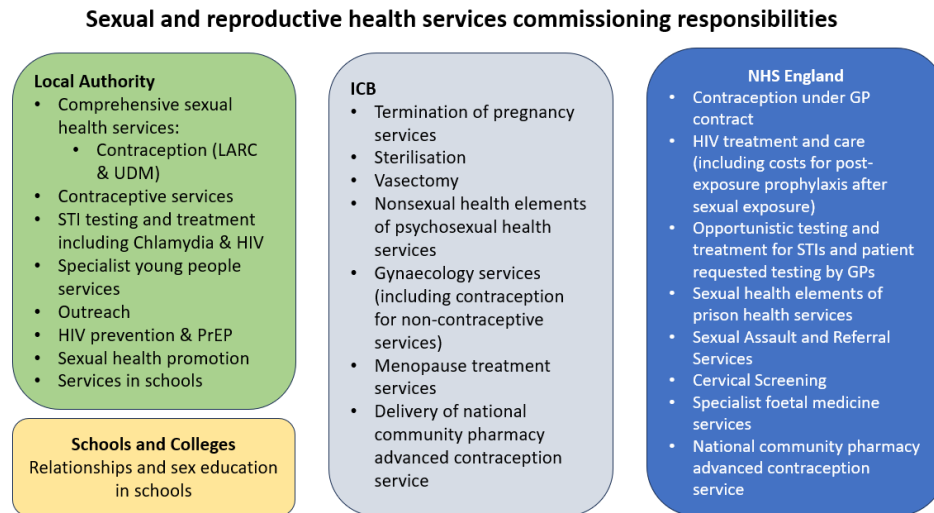 Sexual and reproductive health services commissioning responsibilities
Local Authority
• Comprehensive sexual
health services:
• Contraception (LARC
& UDM)
• Contraceptive services
• STI testing and treatment
including Chlamydia & HIV
• Specialist young people
services
• Outreach
• HIV prevention & PrEP
• Sexual health promotion
• Services in schools
Schools and Colleges
Relationships and sex education
in schools
ICB
• Termination of pregnancy
services
• Sterilisation
• Vasectomy
• Nonsexual health elements
of psychosexual health
services
• Gynaecology services
(including contraception
for non-contraceptive
services)
• Menopause treatment
services
• Delivery of national
community pharmacy
advanced contraception
service
NHS England
• Contraception under GP
contract
• HIV treatment and care
(including costs for post-
exposure prophylaxis after
sexual exposure)
• Opportunistic testing and
treatment for STIs and patient
requested testing by GPs
• Sexual health elements of
prison health services
• Sexual Assault and Referral
Services
• Cervical Screening
• Specialist foetal medicine
services
• National community pharmacy
advanced contraception
service